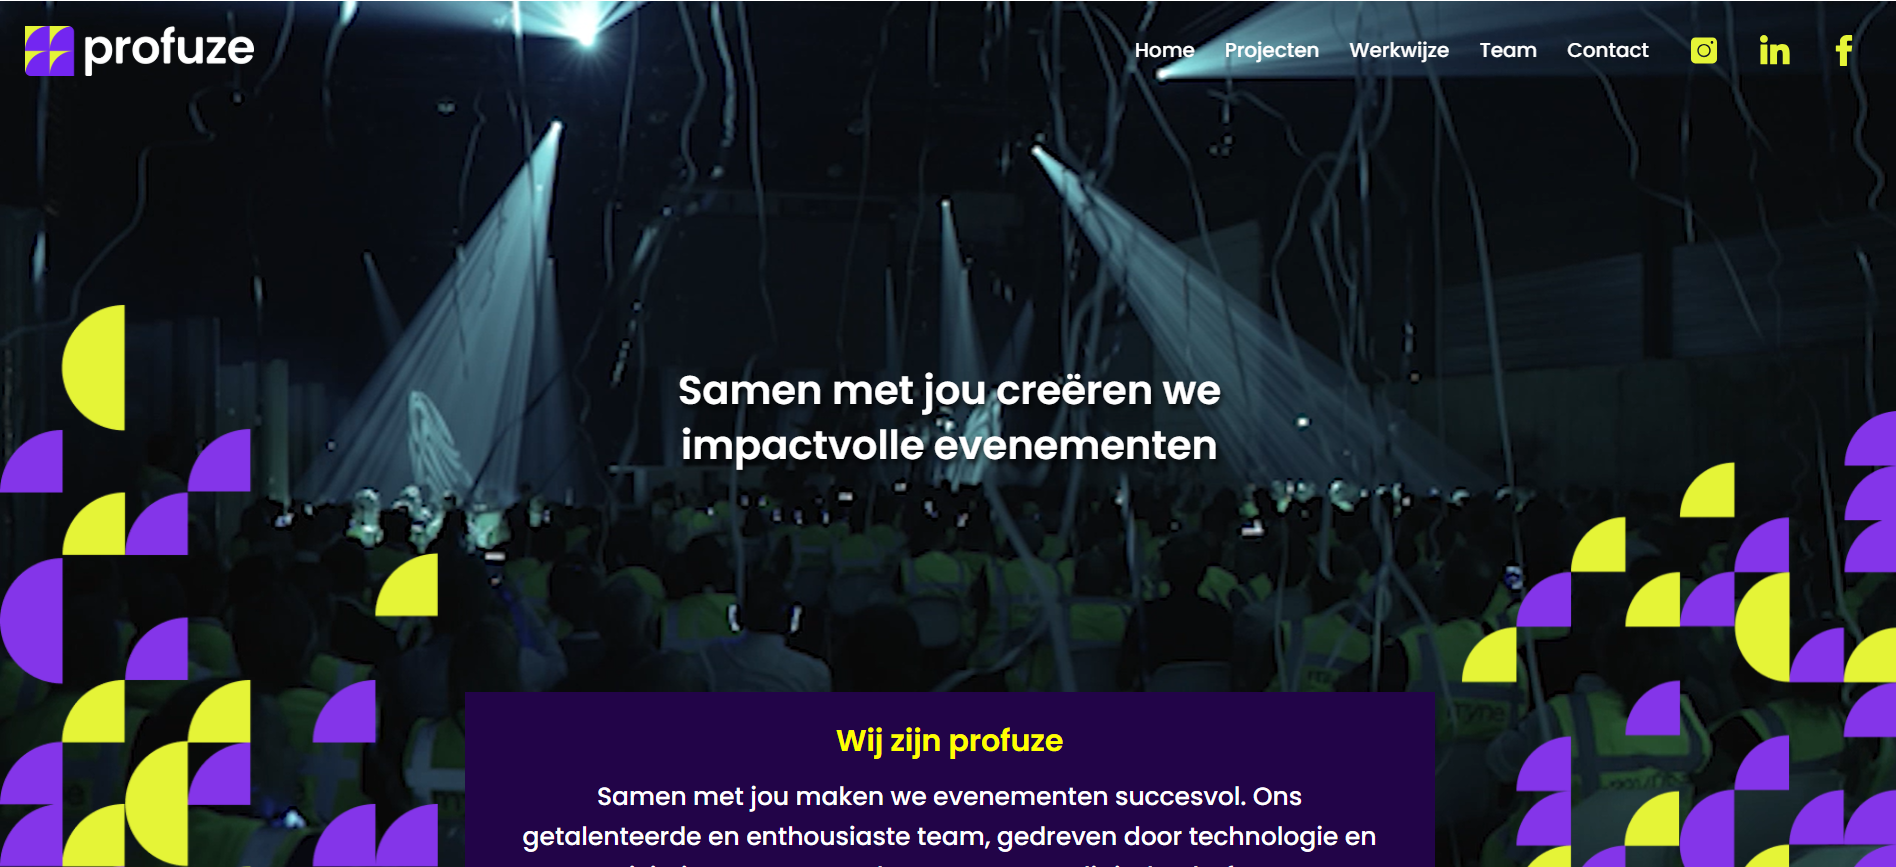 profuze
Home Projecten Werkwijze Team Contact
Samen met jou creëren we
impactvolle evenementen
Wij zijn profuze
Samen met jou maken we evenementen succesvol. Ons
getalenteerde en enthousiaste team, gedreven door technologie en